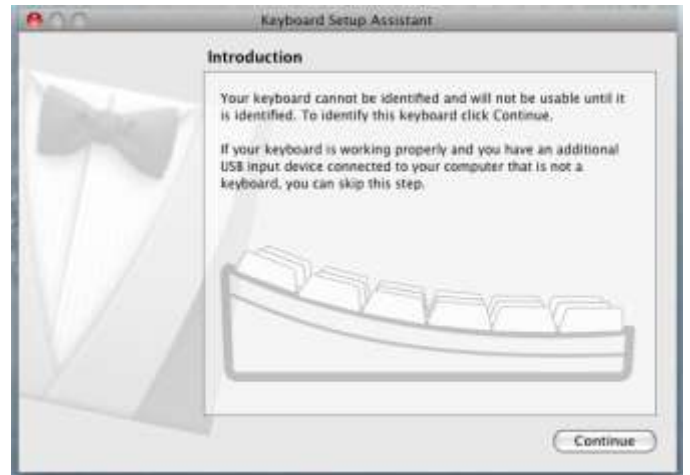 Keyboard Setup Assistant
Introduction
Your keyboard cannot be identified and will not be usable until it
is identified. To identify this keyboard click Continue.
If your keyboard is working properly and you have an additional
USB input device connected to your computer that is not a
keyboard, you can skip this step.
Continue